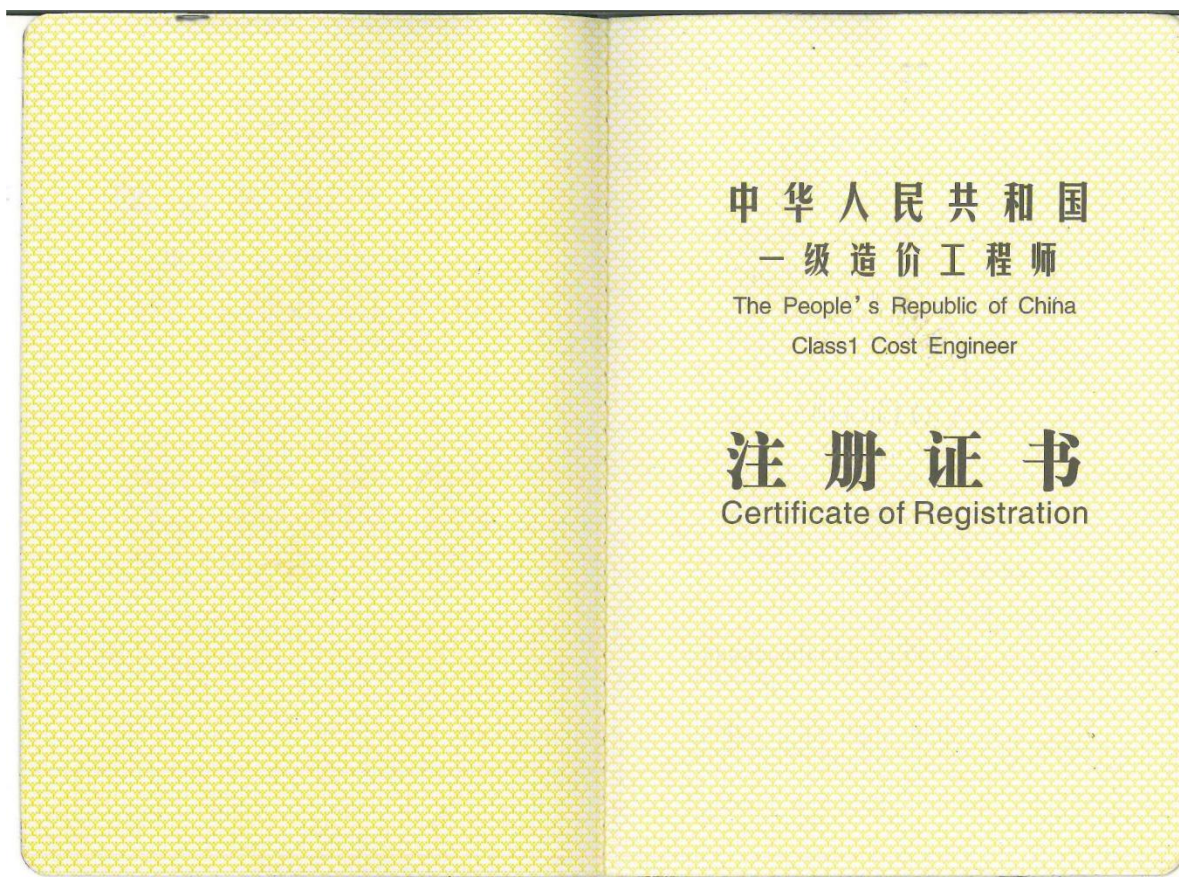 中华人民共和国
一级造价工程师
The People's Republic of China
Class1 Cost Engineer
注册证书
Certificate of Registration